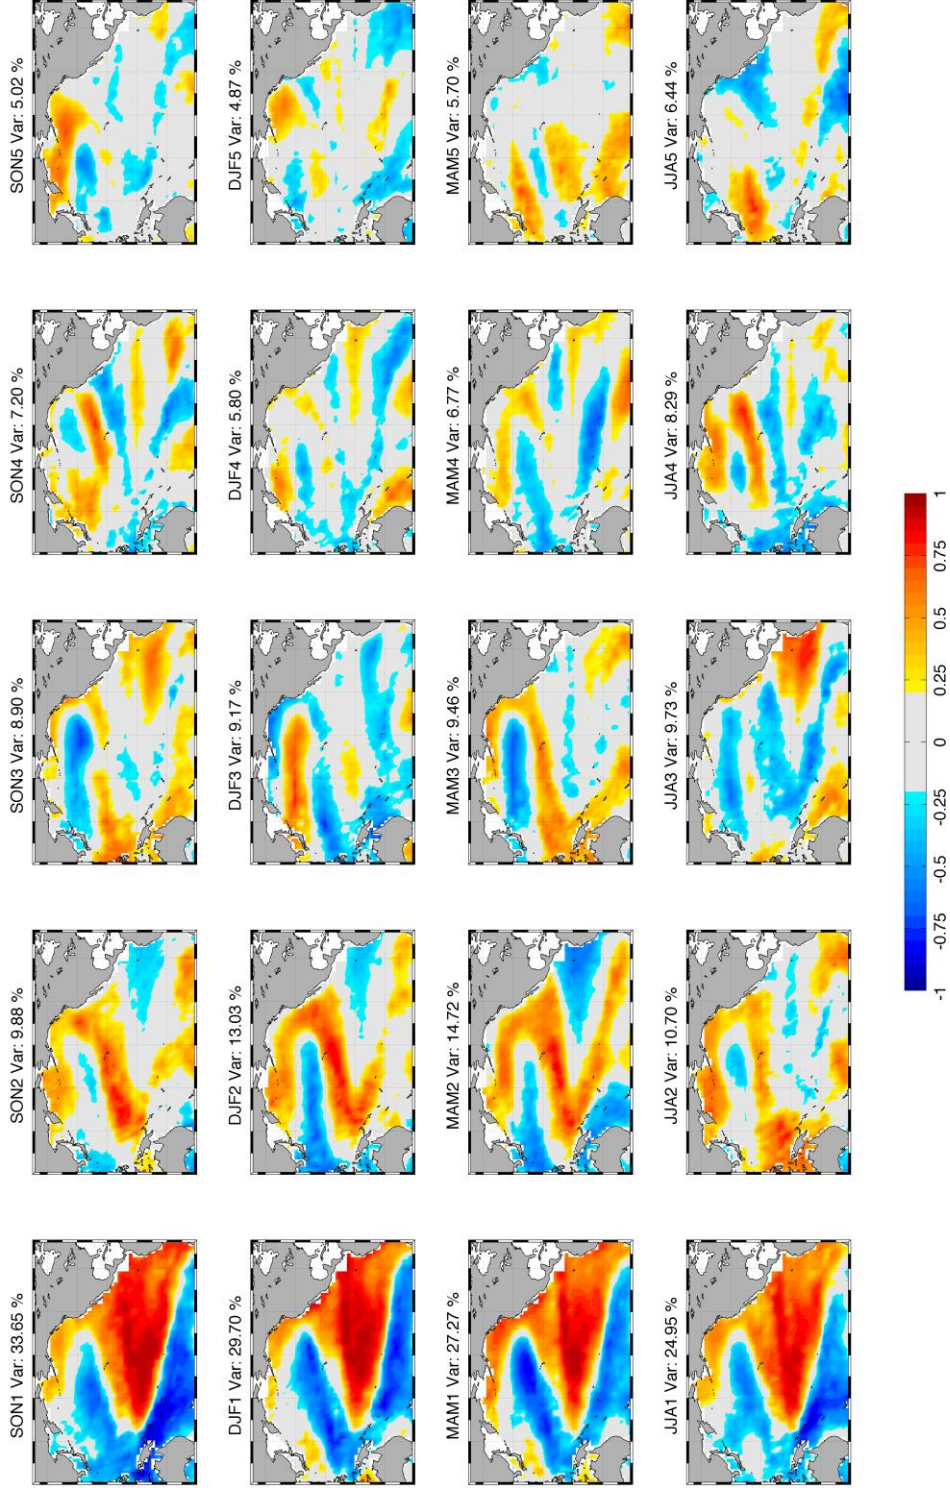 SON1 Var: 33.65 %
SON2 Var: 9.88 %
SON3 Var: 8.90 %
SON4 Var: 7.20 %
SON5 Var: 5.02 %
DJF1 Var: 29.70 %
DJF2 Var: 13.03 %
DJF3 Var: 9.17 %
DJF4 Var: 5.80 %
DJF5 Var: 4.87 %
MAM1 Var: 27.27 %
MAM2 Var: 14.72 %
MAM3 Var: 9.46 %
MAM4 Var: 6.77 %
MAM5 Var: 5.70 %
JJA1 Var: 24.95 %
JJA2 Var: 10.70 %
JJA3 Var: 9.73 %
JJA4 Var: 8.29 %
JJA5 Var: 6.44 %
-1 -0.75 -0.5 -0.25 0 0.25 0.5 0.75 1